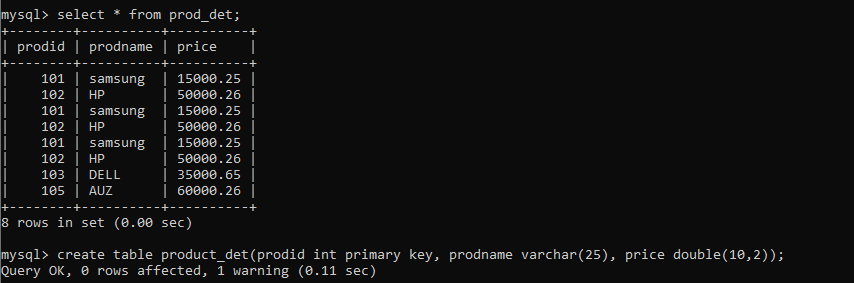 mysql> select * from prod_det;
+--------+----------+----------+
| prodid | prodname | price    |
+--------+----------+----------+
|    101 | samsung  | 15000.25 |
|    102 | HP       | 50000.26 |
|    101 | samsung  | 15000.25 |
|    102 | HP       | 50000.26 |
|    101 | samsung  | 15000.25 |
|    102 | HP       | 50000.26 |
|    103 | DELL     | 35000.65 |
|    105 | AUZ      | 60000.26 |
+--------+----------+----------+
8 rows in set (0.00 sec)

mysql> create table product_det(prodid int primary key, prodname varchar(25), price double(10,2));
Query OK, 0 rows affected, 1 warning (0.11 sec)